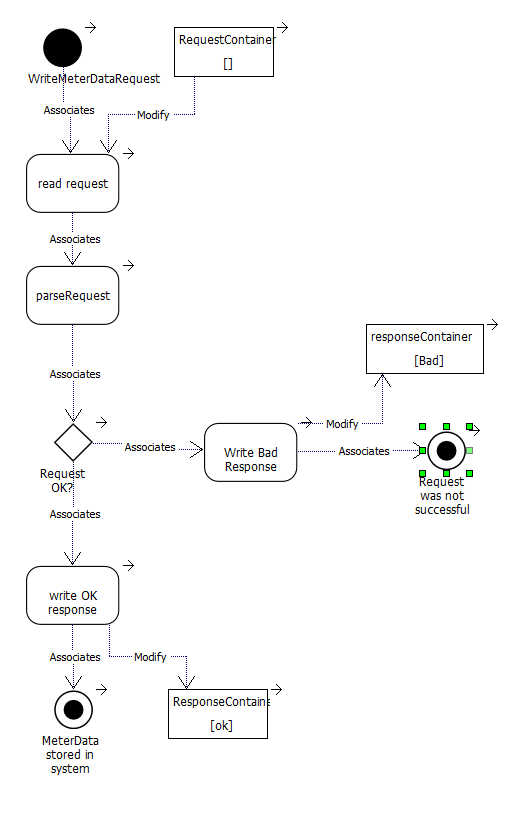 RequestContainer
[]
WriteMeterDataRequest
Associates
Modify
read request
Associates
parseRequest
responseContainer
[Bad]
Associates
Modify
Request
OK?
Associates
Write Bad
Response
Associates
Request
was not
successful
Associates
write OK
response
Associates
Modify
ResponseContaine
[ok]
MeterData
stored in
system